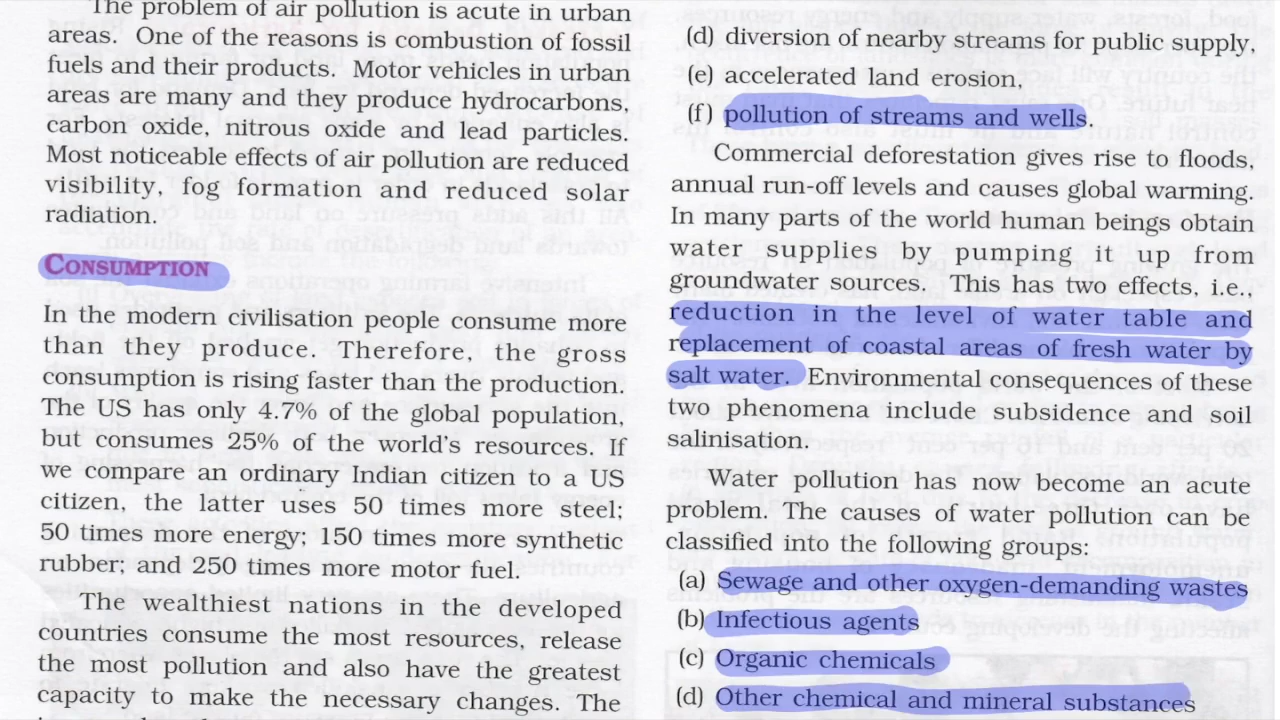 The problem of air pollution is acute in urban
areas. One of the reasons is combustion of fossil
fuels and their products. Motor vehicles in urban
areas are many and they produce hydrocarbons,
carbon oxide, nitrous oxide and lead particles.
Most noticeable effects of air pollution are reduced
visibility, fog formation and reduced solar
radiation.
CONSUMPTION
In the modern civilisation people consume more
than they produce. Therefore, the gross
consumption is rising faster than the production.
The US has only 4.7% of the global population,
but consumes 25% of the world's resources. If
we compare an ordinary Indian citizen to a US
citizen, the latter uses 50 times more steel;
50 times more energy; 150 times more synthetic
rubber; and 250 times more motor fuel.
The wealthiest nations in the developed
countries consume the most resources, release
the most pollution and also have the greatest
capacity to make the necessary changes. The
(d) diversion of nearby streams for public supply,
(e) accelerated land erosion,
(f) pollution of streams and wells.
Commercial deforestation gives rise to floods,
annual run-off levels and causes global warming.
In many parts of the world human beings obtain
water supplies by pumping it up from
groundwater sources. This has two effects, i.e.,
reduction in the level of water table and
replacement of coastal areas of fresh water by
salt water. Environmental consequences of these
two phenomena include subsidence and soil
salinisation.
Water pollution has now become an acute
problem. The causes of water pollution can be
classified into the following groups:
(a) Sewage and other oxygen-demanding wastes
(b) Infectious agents
(c) Organic chemicals
(d) Other chemical and mineral substances